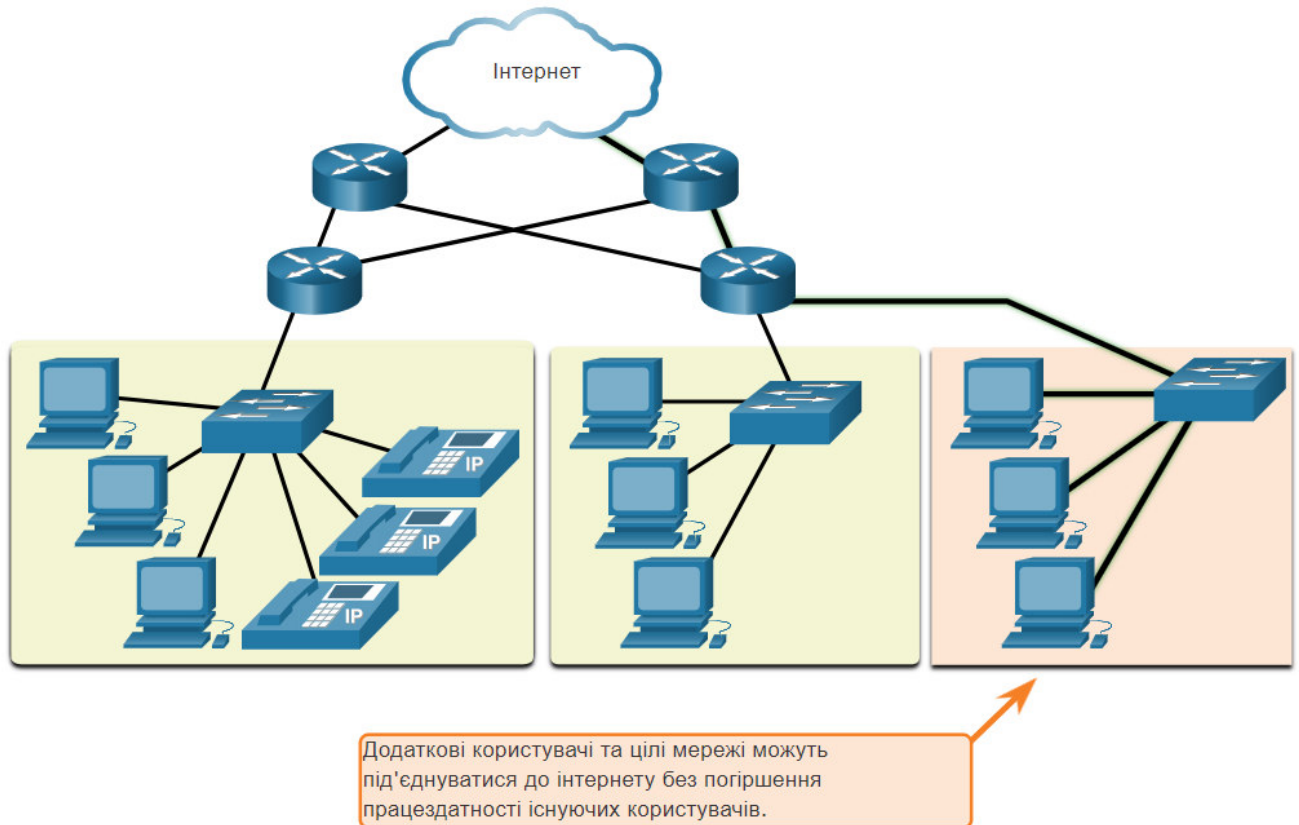 Інтернет
IP
IP
IP
Додаткові користувачі та цілі мережі можуть
під'єднуватися до інтернету без погіршення
працездатності існуючих користувачів.